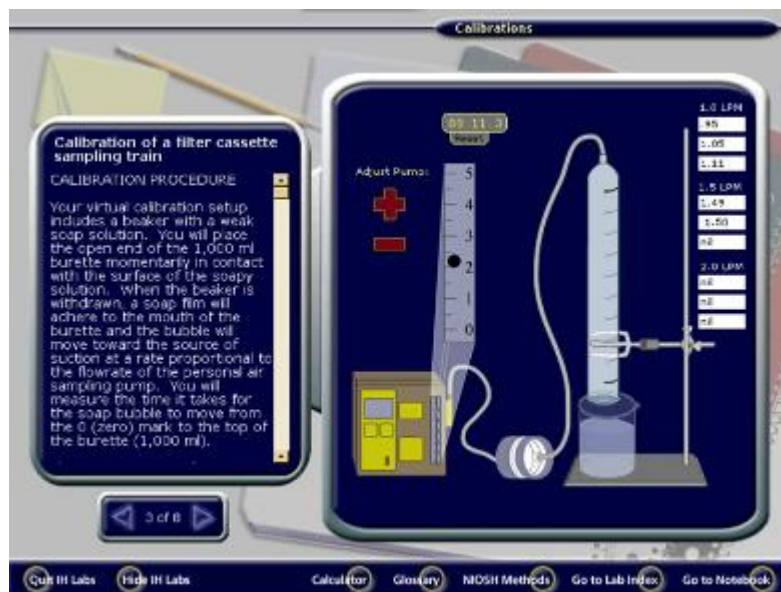 Calibrations
Calibration of a filter cassette
sampling train
CALIBRATION PROCEDURE
Your virtual calibration setup
includes a beaker with a weak
soap solution. You will place
the open end of the 1,000 ml
burette momentarily in contact
with the surface of the soapy
solution. When the beaker is
withdrawn, a soap film will
adhere to the mouth of the
burette and the bubble will
move toward the source of
suction at a rate proportional to
the flowrate of the personal air
sampling pump. You will
measure the time it takes for
the soap bubble to move from
the 0 (zero) mark to the top of
the burette (1,000 ml).
3 of 8
Adjust Pump:
Reset
5
4
3
2
1
0
1.0 LPM
.95
1.05
1.11
1.5 LPM
1.49
1.50
2.0 LPM
Quit IH Labs
Hide IH Labs
Calculator
Glossary
NIOSH Methods
Go to Lab Index
Go to Notebook